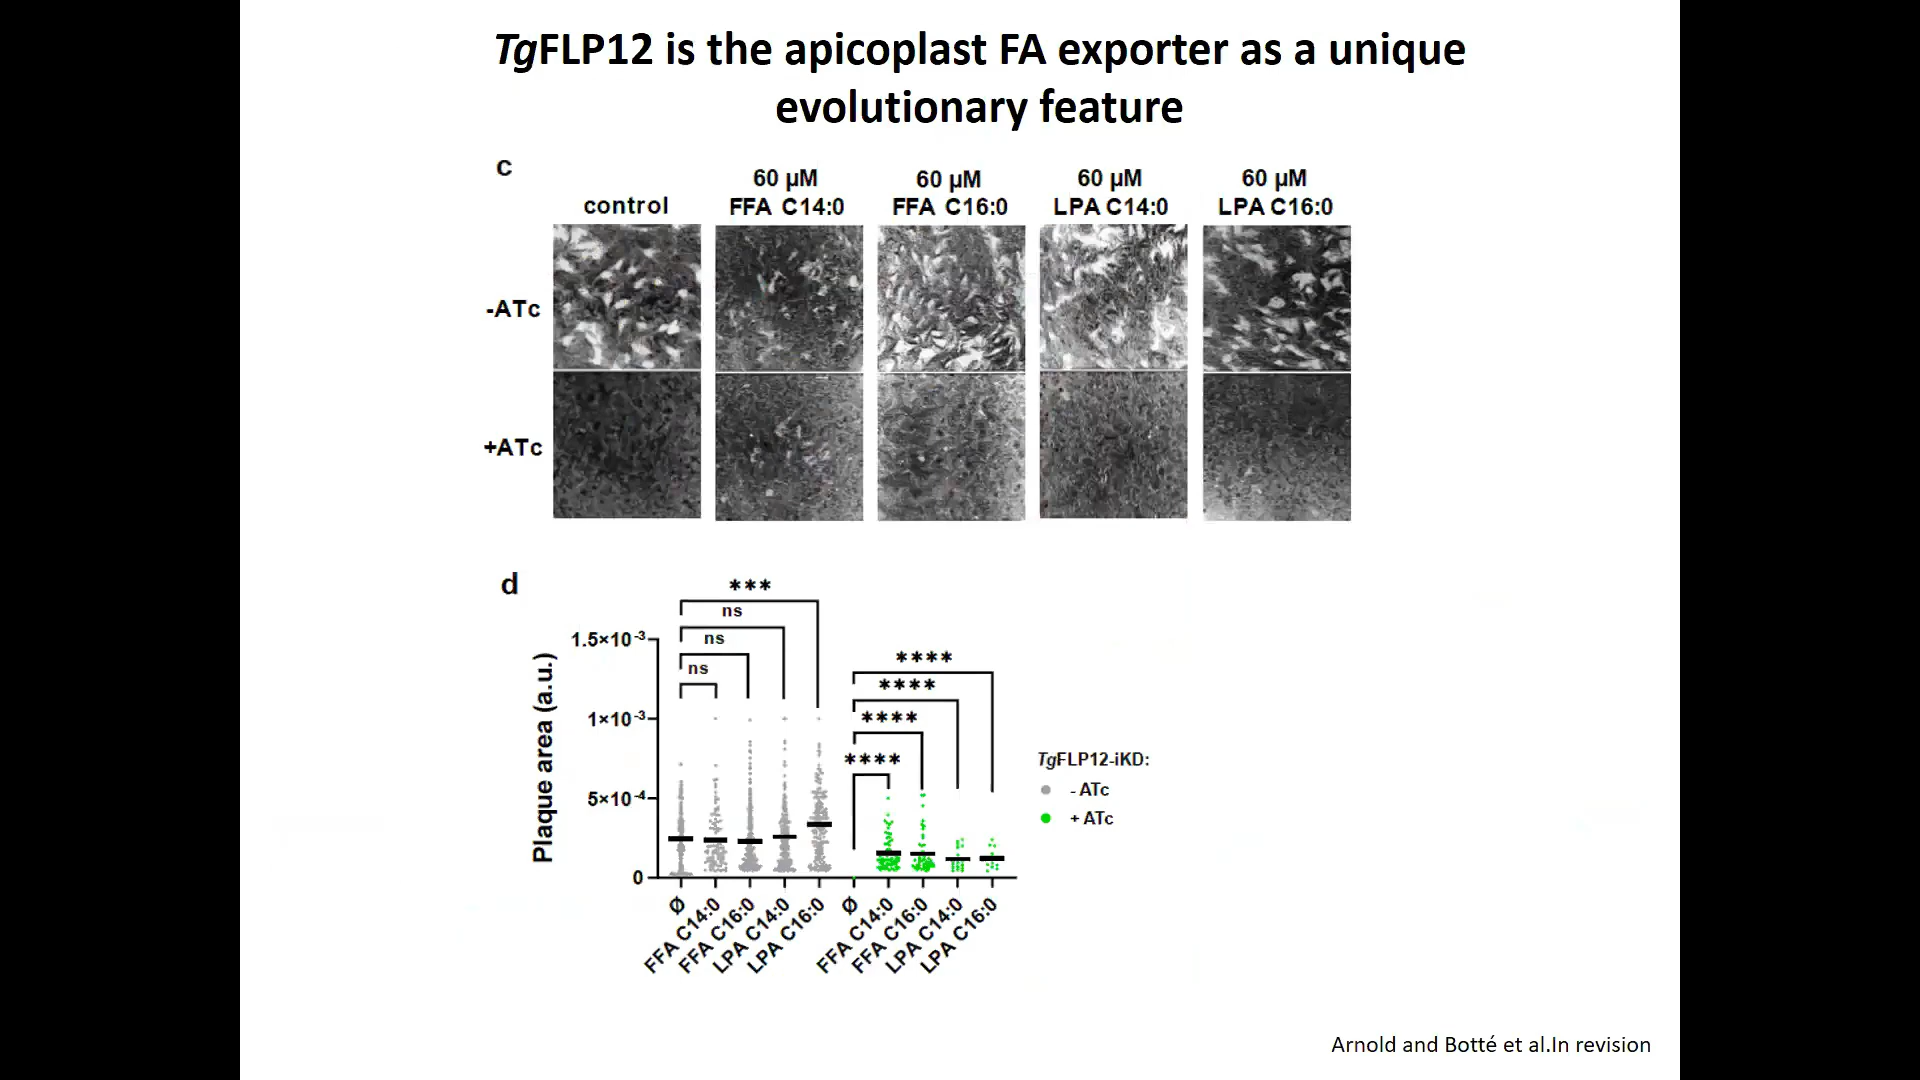 TgFLP12 is the apicoplast FA exporter as a unique
evolutionary feature
c
control
60 µM
FFA C14:0
60 µM
FFA C16:0
60 µM
LPA C14:0
60 µM
LPA C16:0
-ATc
+ATc
d
***
ns
ns
ns
****
****
****
****
Plaque area (a.u.)
1.5×10⁻³
1×10⁻³
5×10⁻⁴
0
Ø
FFA C14:0
FFA C16:0
LPA C14:0
LPA C16:0
Ø
FFA C14:0
FFA C16:0
LPA C14:0
LPA C16:0
TgFLP12-iKD:
- ATc
+ ATc
Arnold and Botté et al.In revision